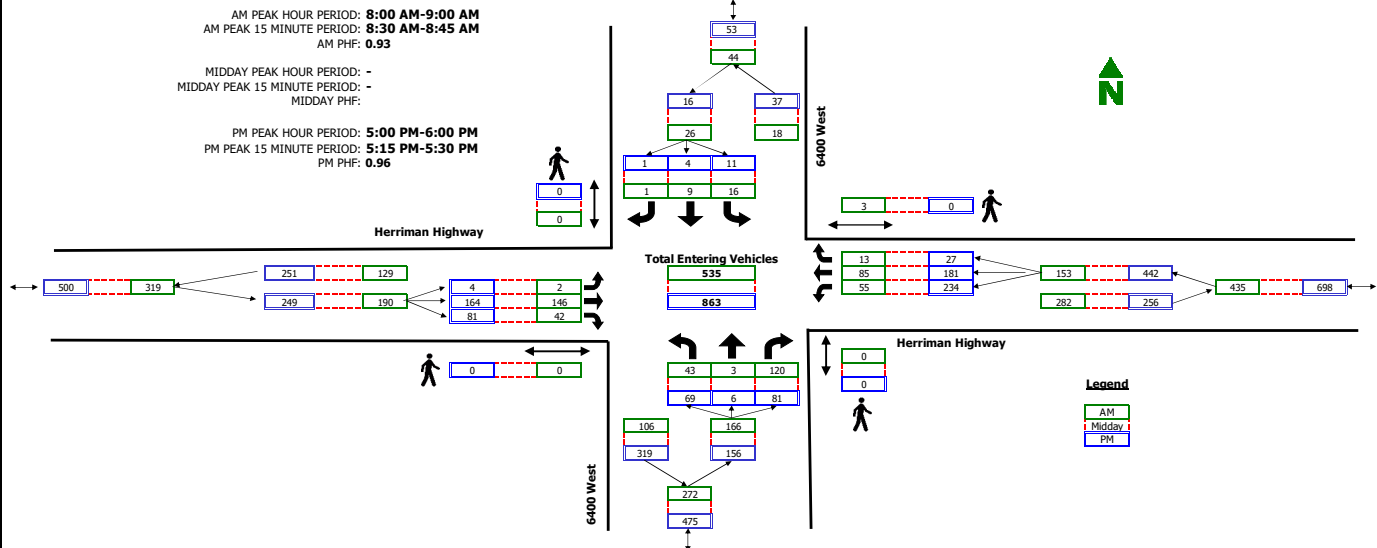 AM PEAK HOUR PERIOD: 8:00 AM-9:00 AM
AM PEAK 15 MINUTE PERIOD: 8:30 AM-8:45 AM
AM PHF: 0.93
MIDDAY PEAK HOUR PERIOD: -
MIDDAY PEAK 15 MINUTE PERIOD: -
MIDDAY PHF:
PM PEAK HOUR PERIOD: 5:00 PM-6:00 PM
PM PEAK 15 MINUTE PERIOD: 5:15 PM-5:30 PM
PM PHF: 0.96
53
44
16 37
26 18
1 4 11
1 9 16
N
6400 West
0
0
3 0
Herriman Highway
Total Entering Vehicles
535
863
500 319
251 129
249 190
4 2
164 146
81 42
13 27
85 181
55 234
153 442
282 256
435 698
Herriman Highway
0 0
43 3 120
69 6 81
106 166
319 156
272
475
6400 West
0
0
Legend
AM
Midday
PM